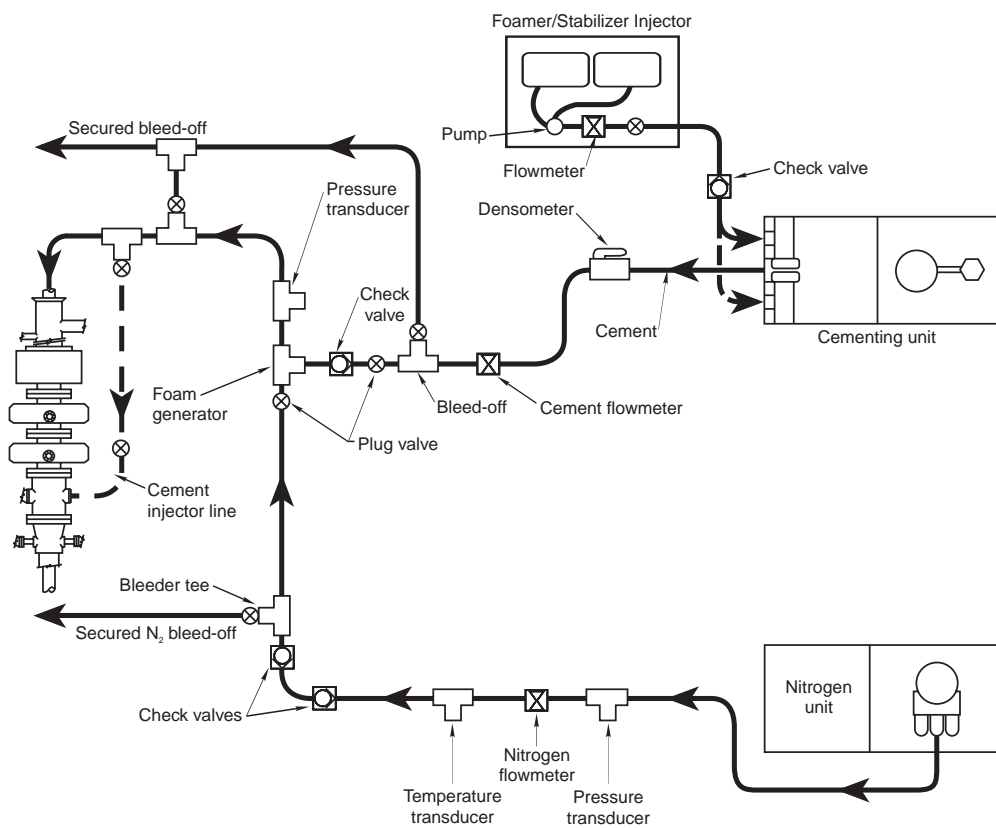 Foamer/Stabilizer Injector
Secured bleed-off
Pump
Flowmeter
Check valve
Pressure
transducer
Densometer
Check
valve
Cement
Cementing unit
Foam
generator
Bleed-off
Cement flowmeter
Plug valve
Cement
injector line
Bleeder tee
Secured N₂ bleed-off
Check valves
Nitrogen
unit
Nitrogen
flowmeter
Temperature
transducer
Pressure
transducer